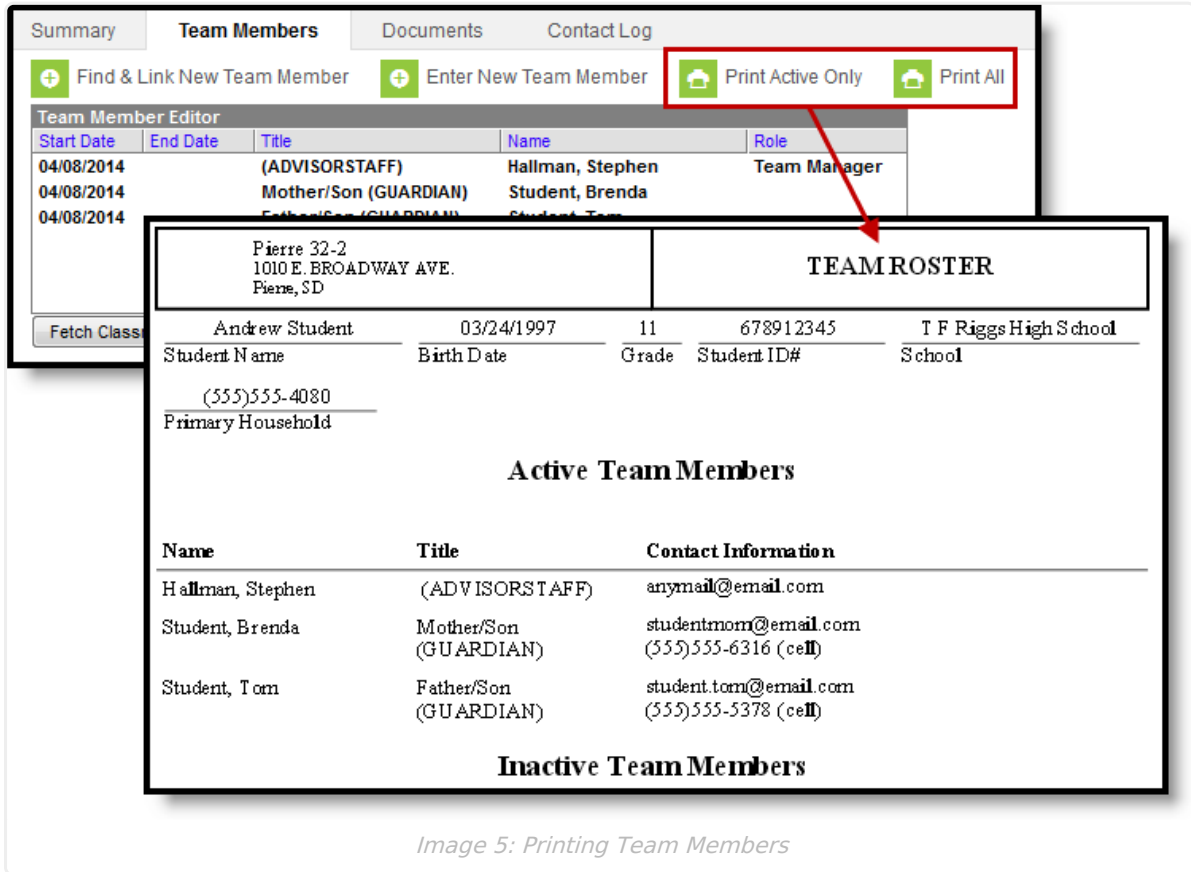 Summary Team Members Documents Contact Log
Find & Link New Team Member Enter New Team Member Print Active Only Print All
Team Member Editor
Start Date End Date Title Name Role
04/08/2014 (ADVISORSTAFF) Hallman, Stephen Team Manager
04/08/2014 Mother/Son (GUARDIAN) Student, Brenda
04/08/2014 Father/Son (GUARDIAN) Student, Tom
Fetch
Pierre 32-2
1010 E. BROADWAY AVE.
Pierre, SD
TEAM ROSTER
Andrew Student 03/24/1997 11 678912345 T F Riggs High School
Student Name Birth Date Grade Student ID# School
(555)555-4080
Primary Household
Active Team Members
Name Title Contact Information
Hallman, Stephen (ADVISORSTAFF) anymail@email.com
Student, Brenda Mother/Son studentmom@email.com
(GUARDIAN) (555)555-6316 (cell)
Student, Tom Father/Son student.tom@email.com
(GUARDIAN) (555)555-5378 (cell)
Inactive Team Members
Image 5: Printing Team Members